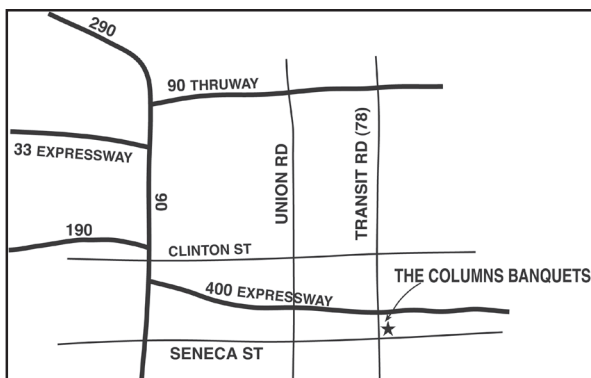 290
90 THRUWAY
33 EXPRESSWAY
UNION RD
TRANSIT RD (78)
90
190
CLINTON ST
THE COLUMNS BANQUETS
400 EXPRESSWAY
SENECA ST